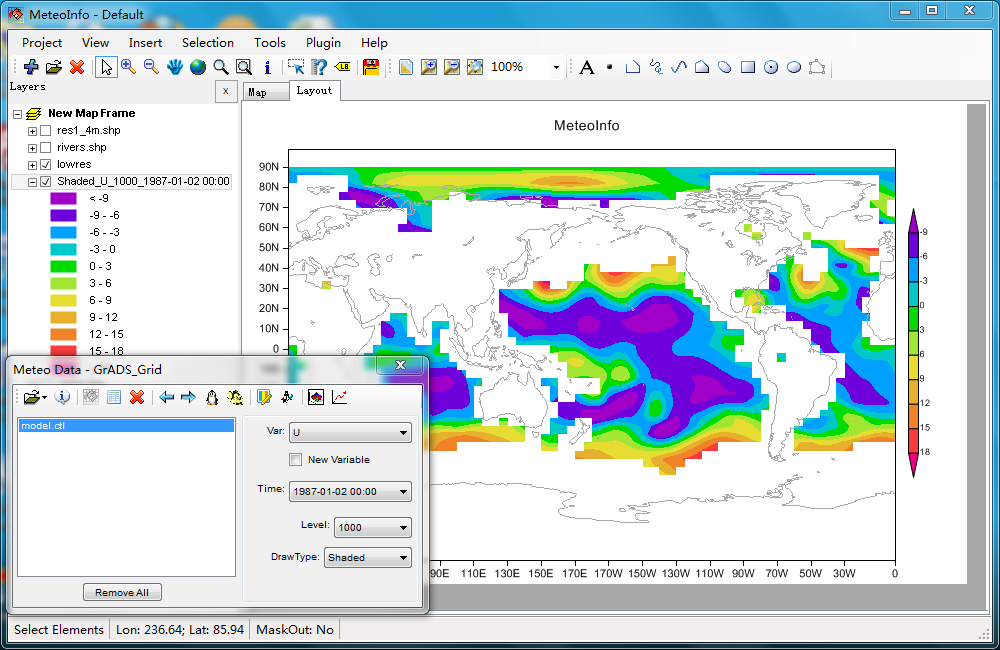 MeteoInfo - Default
Project View Insert Selection Tools Plugin Help
100%
Layers
Map Layout
New Map Frame
res1_4m.shp
rivers.shp
lowres
Shaded_U_1000_1987-01-02 00:00
< -9
-9 - -6
-6 - -3
-3 - 0
0 - 3
3 - 6
6 - 9
9 - 12
12 - 15
15 - 18
MeteoInfo
90N
80N
70N
60N
50N
40N
30N
20N
10N
0
-9
-6
-3
0
3
6
9
12
15
18
90E 110E 130E 150E 170E 170W 150W 130W 110W 90W 70W 50W 30W 0
Meteo Data - GrADS_Grid
model.ctl
Remove All
Var: U
New Variable
Time: 1987-01-02 00:00
Level: 1000
DrawType: Shaded
Select Elements Lon: 236.64; Lat: 85.94 MaskOut: No